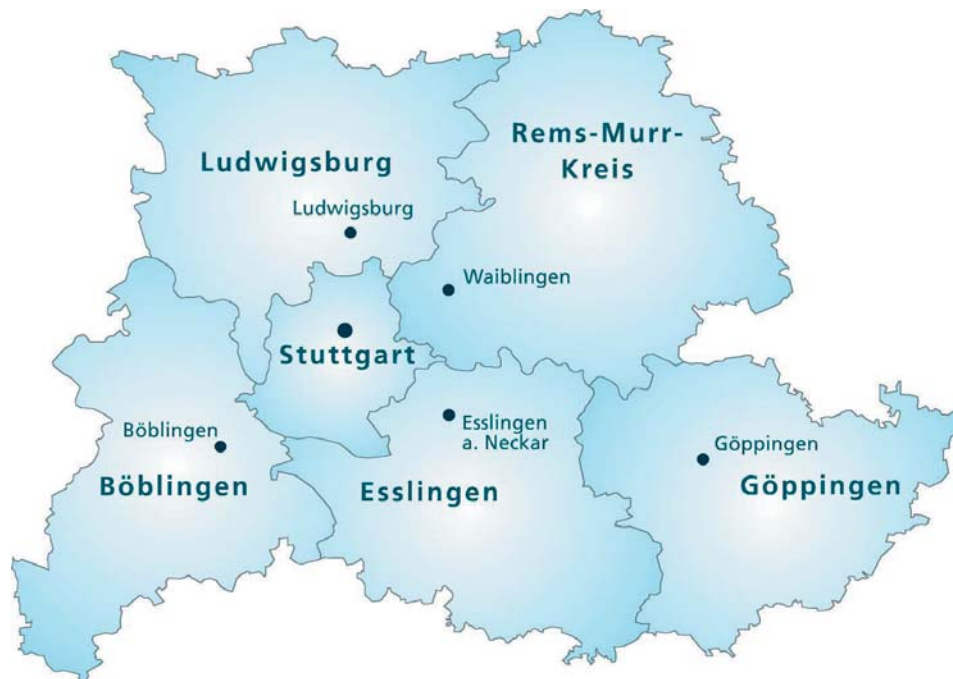 Rems-Murr-
Kreis
Ludwigsburg
Ludwigsburg
Waiblingen
Stuttgart
Esslingen
a. Neckar
Böblingen
Göppingen
Böblingen
Esslingen
Göppingen